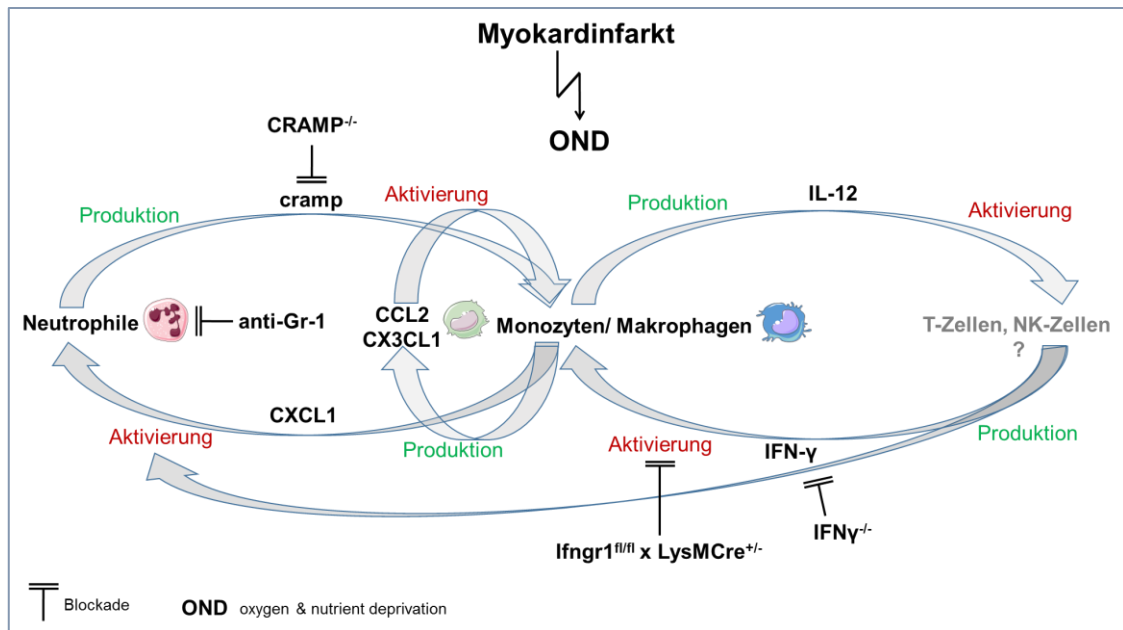 Myokardinfarkt
OND
CRAMP-/-
cramp
Aktivierung
Produktion
Produktion
IL-12
Aktivierung
Neutrophile
anti-Gr-1
CCL2
CX3CL1
Monozyten/ Makrophagen
T-Zellen, NK-Zellen
?
CXCL1
Aktivierung
Produktion
Aktivierung
IFN-γ
Produktion
IFNγ-/-
Ifngr1fl/fl x LysMCre+/-
Blockade
OND oxygen & nutrient deprivation